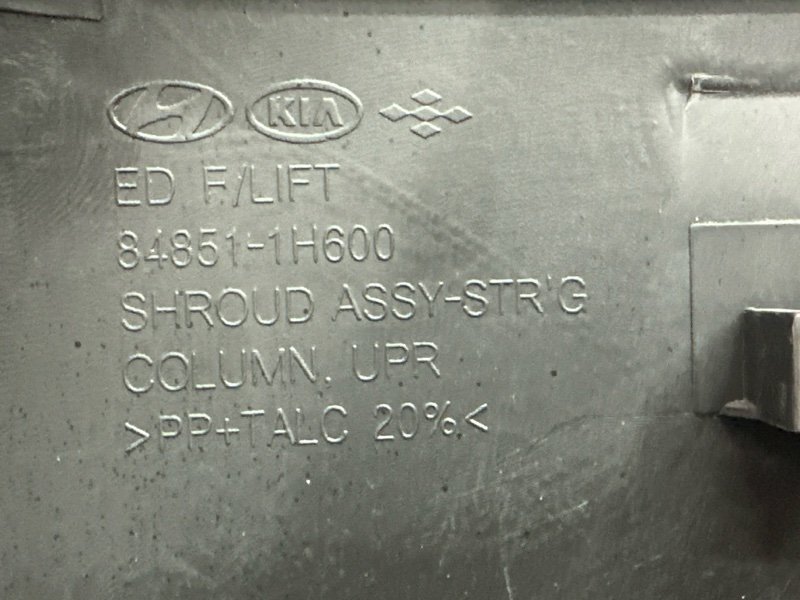 KIA
ED F/LIFT
84851-1H600
SHROUD ASSY-STR'G
COLUMN, UPR
>PP+TALC 20%<